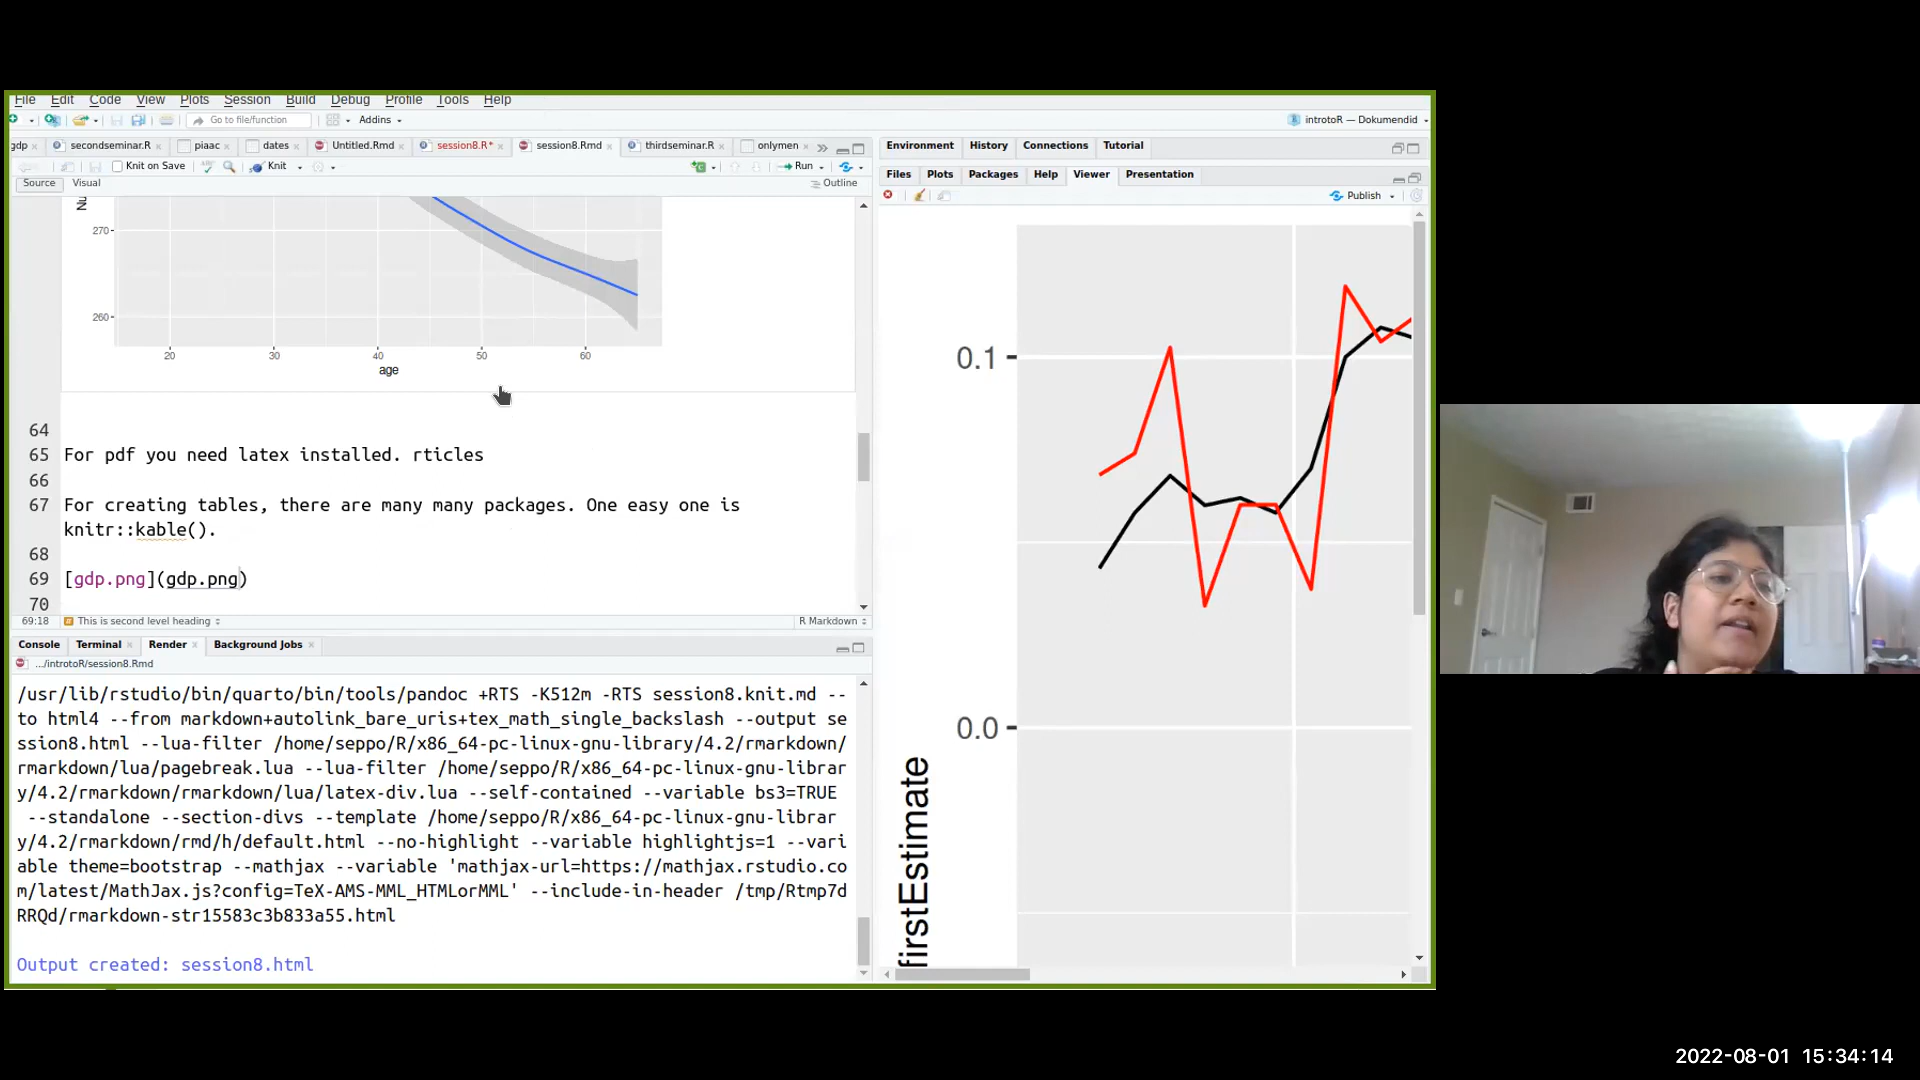 File Edit Code View Plots Session Build Debug Profile Tools Help
Go to file/function Addins introtoR — Dokumendid
gdp secondseminar.R piaac dates Untitled.Rmd session8.R* session8.Rmd thirdseminar.R onlymen
Knit on Save ABC Knit Run
Source Visual Outline
Nu
270
260
20 30 40 50 60
age
64
65 For pdf you need latex installed. rticles
66
67 For creating tables, there are many many packages. One easy one is
knitr::kable().
68
69 [gdp.png](gdp.png)
70
69:18 This is second level heading R Markdown
Console Terminal Render Background Jobs
.../introtoR/session8.Rmd
/usr/lib/rstudio/bin/quarto/bin/tools/pandoc +RTS -K512m -RTS session8.knit.md --
to html4 --from markdown+autolink_bare_uris+tex_math_single_backslash --output se
ssion8.html --lua-filter /home/seppo/R/x86_64-pc-linux-gnu-library/4.2/rmarkdown/
rmarkdown/lua/pagebreak.lua --lua-filter /home/seppo/R/x86_64-pc-linux-gnu-librar
y/4.2/rmarkdown/rmarkdown/lua/latex-div.lua --self-contained --variable bs3=TRUE
--standalone --section-divs --template /home/seppo/R/x86_64-pc-linux-gnu-librar
y/4.2/rmarkdown/rmd/h/default.html --no-highlight --variable highlightjs=1 --vari
able theme=bootstrap --mathjax --variable 'mathjax-url=https://mathjax.rstudio.co
m/latest/MathJax.js?config=TeX-AMS-MML_HTMLorMML' --include-in-header /tmp/Rtmp7d
RRQd/rmarkdown-str15583c3b833a55.html
Output created: session8.html
Environment History Connections Tutorial
Files Plots Packages Help Viewer Presentation
Publish
0.1
0.0
firstEstimate
2022-08-01 15:34:14